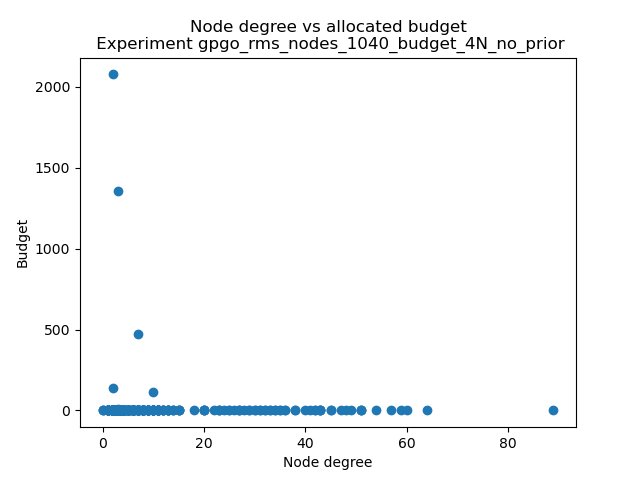 Node degree vs allocated budget
Experiment gpgo_rms_nodes_1040_budget_4N_no_prior
2000
1500
1000
500
0
Budget
0 20 40 60 80
Node degree